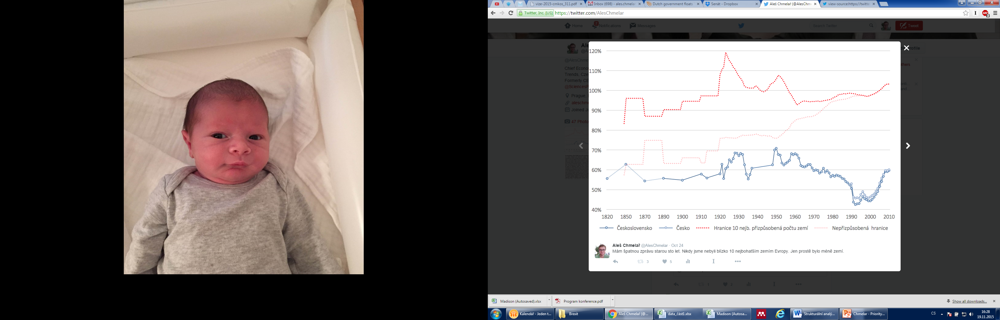 vize-2015-cmkos_311.pdf
Inbox (698) - ales.chmelar
Dutch government floats
Senát - Dropbox
Aleš Chmelař (@AlesChm
view-source:https://twitte
Twitter, Inc. [US] https://twitter.com/AlesChmelar
ABP
2
Home
7
Notifications
Messages
Search Twitter
Tweet
@AlesChme
Chief Econo
Trends, Cze
Formerly CE
@SciencesP
Prague,
aleschme
Joined Ju
47 Photo
120%
110%
100%
90%
80%
70%
60%
50%
40%
1820 1850 1870 1890 1900 1910 1920 1930 1940 1950 1960 1970 1980 1990 2000 2010
Československo
Česko
Hranice 10 nejb. přizpůsobená počtu zemí
Nepřizpůsobená hranice
Aleš Chmelař @AlesChmelar · Oct 24
Mám špatnou zprávu starou sto let. Nikdy jsme nebyli blízko 10 nejbohatším zemím Evropy. Jen prostě bylo méně zemí.
3
5
1
2
Madison (Autosaved).xlsx
Program konference.pdf
Show all downloads...
Kalendář - Jeden t...
Brexit
Aleš Chmelař (@...
data_část1.xlsx
Madison (Autosa...
Strukturální analý...
Chmelar - Priority...
CS
16:28
19.11.2015